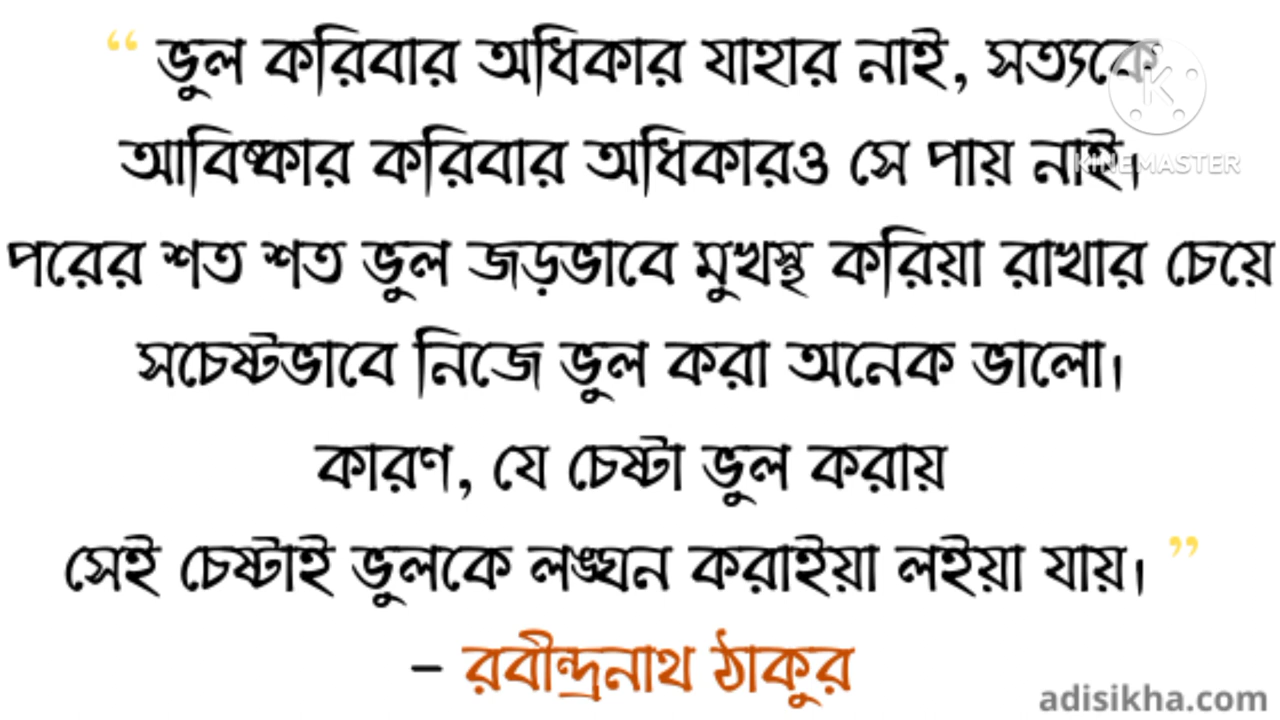 “ ভুল করিবার অধিকার যাহার নাই, সত্যকে
আবিষ্কার করিবার অধিকারও সে পায় নাই।
পরের শত শত ভুল জড়ভাবে মুখস্থ করিয়া রাখার চেয়ে
সচেষ্টভাবে নিজে ভুল করা অনেক ভালো।
কারণ, যে চেষ্টা ভুল করায়
সেই চেষ্টাই ভুলকে লঙ্ঘন করাইয়া লইয়া যায়। ”
– রবীন্দ্রনাথ ঠাকুর
K
KINEMASTER
adisikha.com